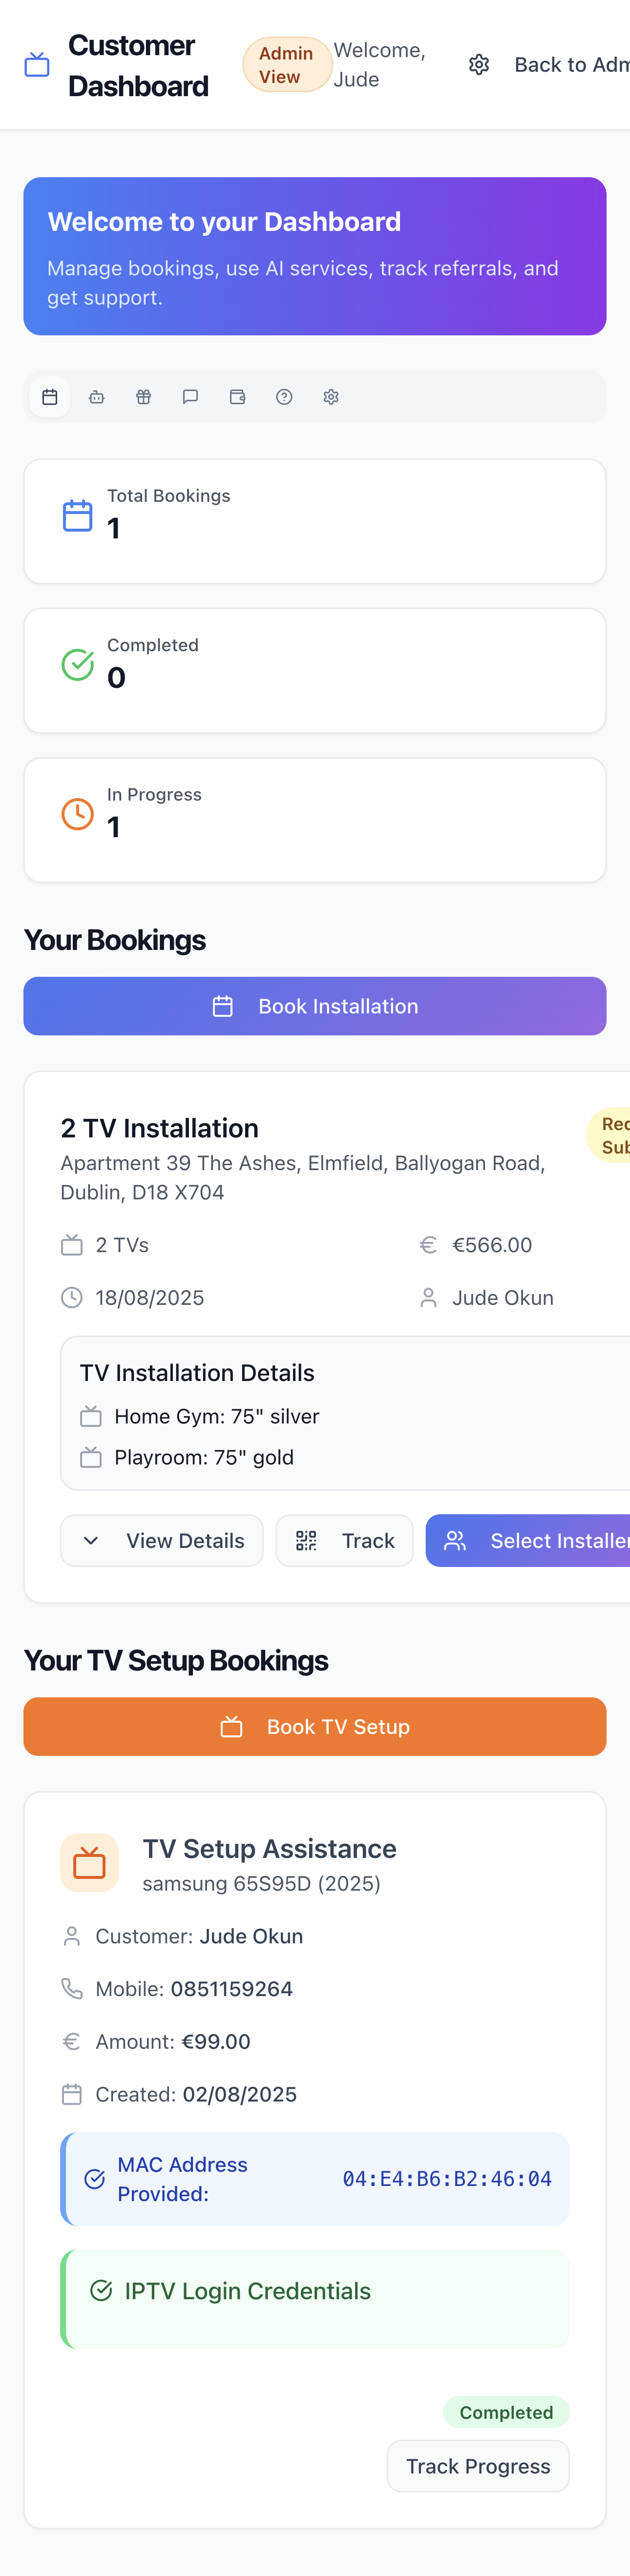 Customer
Dashboard
Admin
View
Welcome,
Jude
Back to Adm
Welcome to your Dashboard
Manage bookings, use AI services, track referrals, and
get support.
Total Bookings
1
Completed
0
In Progress
1
Your Bookings
Book Installation
2 TV Installation
Apartment 39 The Ashes, Elmfield, Ballyogan Road,
Dublin, D18 X704
2 TVs
€566.00
18/08/2025
Jude Okun
TV Installation Details
Home Gym: 75" silver
Playroom: 75" gold
View Details
Track
Select Installer
Your TV Setup Bookings
Book TV Setup
TV Setup Assistance
samsung 65S95D (2025)
Customer: Jude Okun
Mobile: 0851159264
Amount: €99.00
Created: 02/08/2025
MAC Address
Provided:
04:E4:B6:B2:46:04
IPTV Login Credentials
Completed
Track Progress